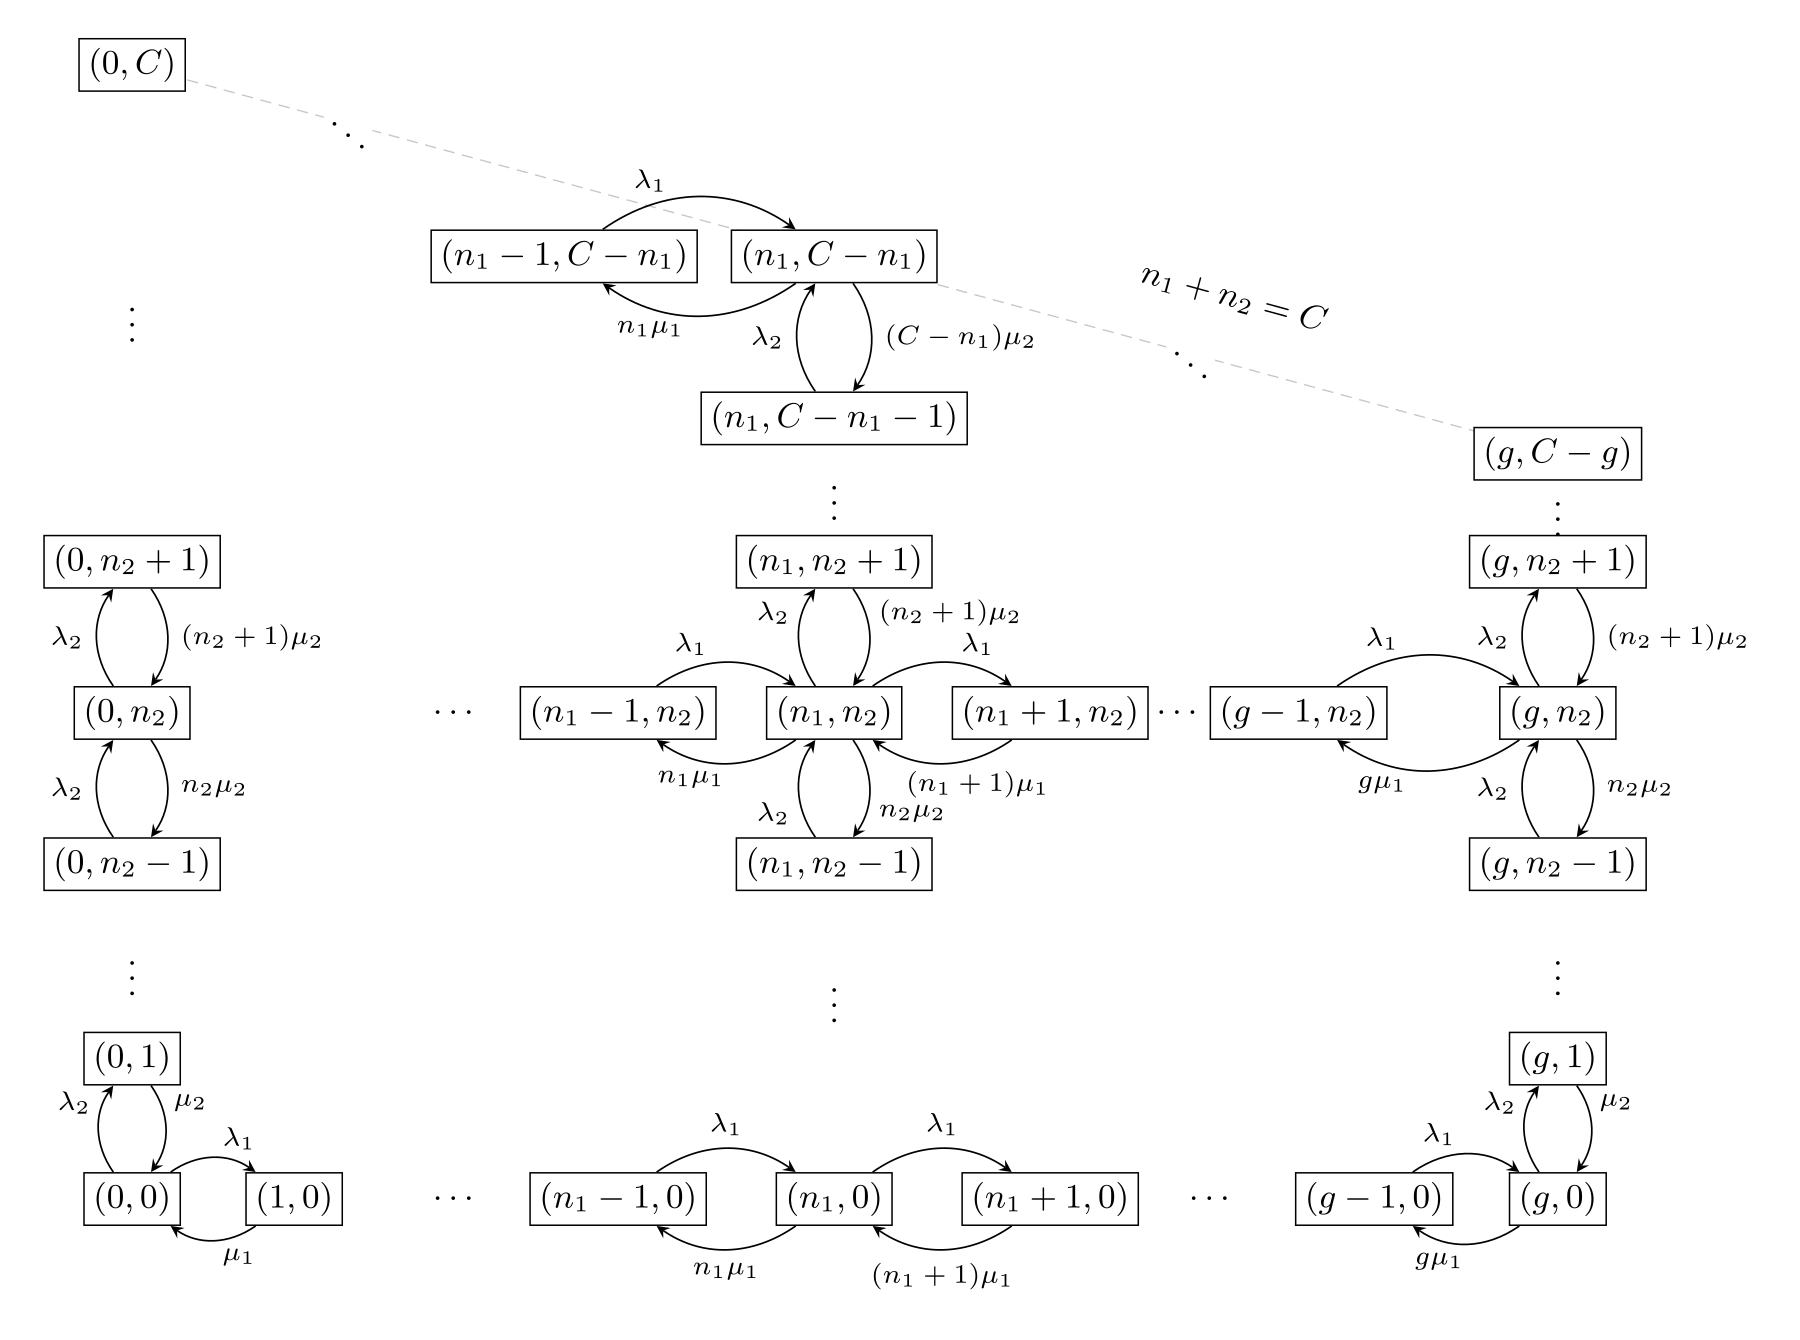 (0, C)
⋱
λ₁
(n₁ − 1, C − n₁) (n₁, C − n₁)
n₁ + n₂ = C
⋮
n₁μ₁ λ₂ (C − n₁)μ₂
⋱
(n₁, C − n₁ − 1)
(g, C − g)
⋮ ⋮
(0, n₂ + 1) (n₁, n₂ + 1) (g, n₂ + 1)
λ₂ (n₂ + 1)μ₂ λ₂ (n₂ + 1)μ₂ λ₂ (n₂ + 1)μ₂
λ₁ λ₁ λ₁
(0, n₂) ⋯ (n₁ − 1, n₂) (n₁, n₂) (n₁ + 1, n₂) ⋯ (g − 1, n₂) (g, n₂)
λ₂ n₂μ₂ n₁μ₁ (n₁ + 1)μ₁ gμ₁ λ₂ n₂μ₂
λ₂ n₂μ₂
(0, n₂ − 1) (n₁, n₂ − 1) (g, n₂ − 1)
⋮ ⋮ ⋮
(0, 1) (g, 1)
λ₂ μ₂ λ₂ μ₂
λ₁ λ₁ λ₁ λ₁
(0, 0) (1, 0) ⋯ (n₁ − 1, 0) (n₁, 0) (n₁ + 1, 0) ⋯ (g − 1, 0) (g, 0)
μ₁ n₁μ₁ (n₁ + 1)μ₁ gμ₁